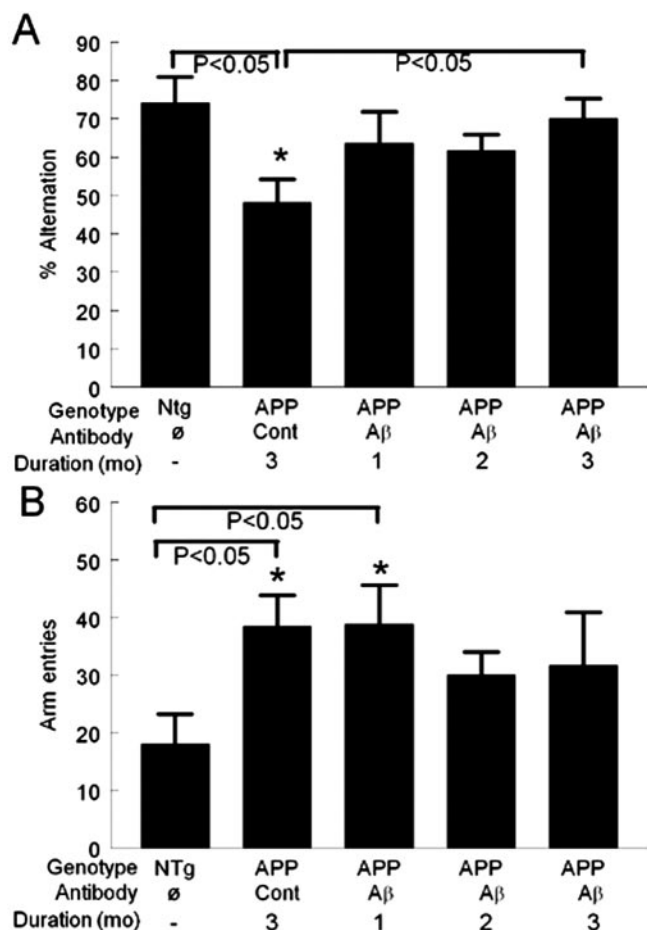 A
P<0.05 P<0.05
90
80
70
60
50
40
30
20
10
0
% Alternation
*
Genotype Ntg APP APP APP APP
Antibody ø Cont Aβ Aβ Aβ
Duration (mo) - 3 1 2 3
B
P<0.05
P<0.05
60
50
40
30
20
10
0
Arm entries
* *
Genotype NTg APP APP APP APP
Antibody ø Cont Aβ Aβ Aβ
Duration (mo) - 3 1 2 3